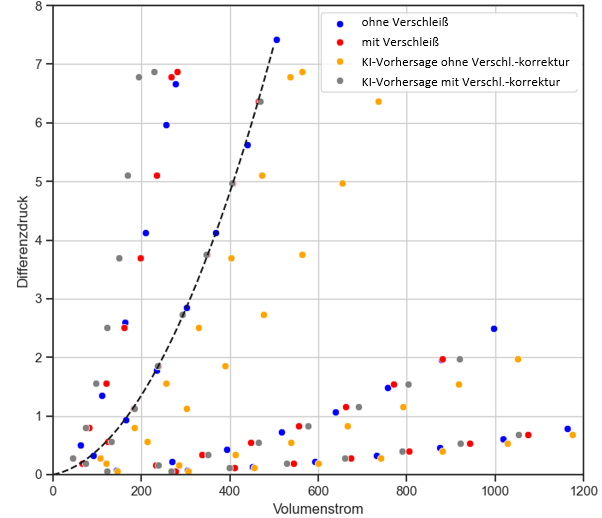 8
ohne Verschleiß
mit Verschleiß
KI-Vorhersage ohne Verschl.-korrektur
KI-Vorhersage mit Verschl.-korrektur
7
6
5
4
3
2
1
0
Differenzdruck
0 200 400 600 800 1000 1200
Volumenstrom